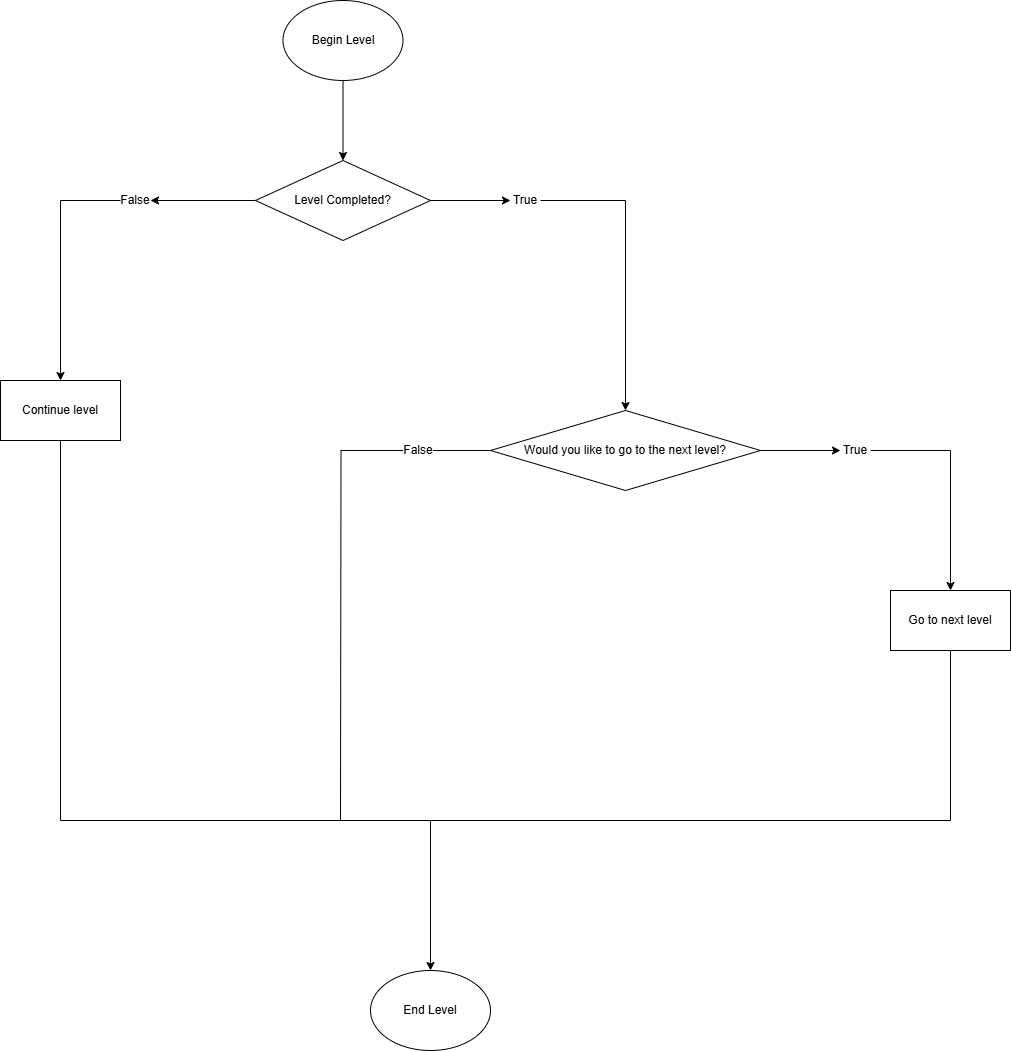 Begin Level
Level Completed?
False
True
Continue level
Would you like to go to the next level?
False
True
Go to next level
End Level